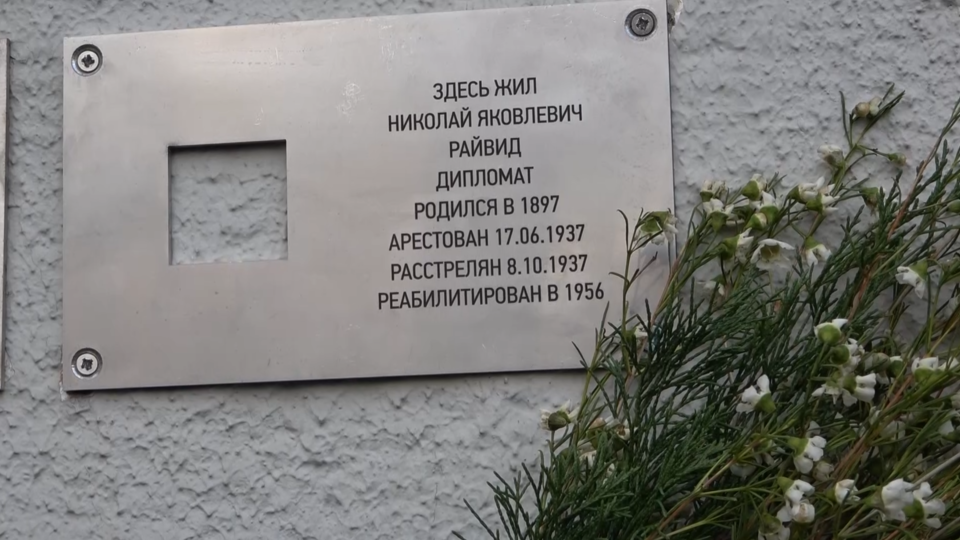 ЗДЕСЬ ЖИЛ
НИКОЛАЙ ЯКОВЛЕВИЧ
РАЙВИД
ДИПЛОМАТ
РОДИЛСЯ В 1897
АРЕСТОВАН 17.06.1937
РАССТРЕЛЯН 8.10.1937
РЕАБИЛИТИРОВАН В 1956